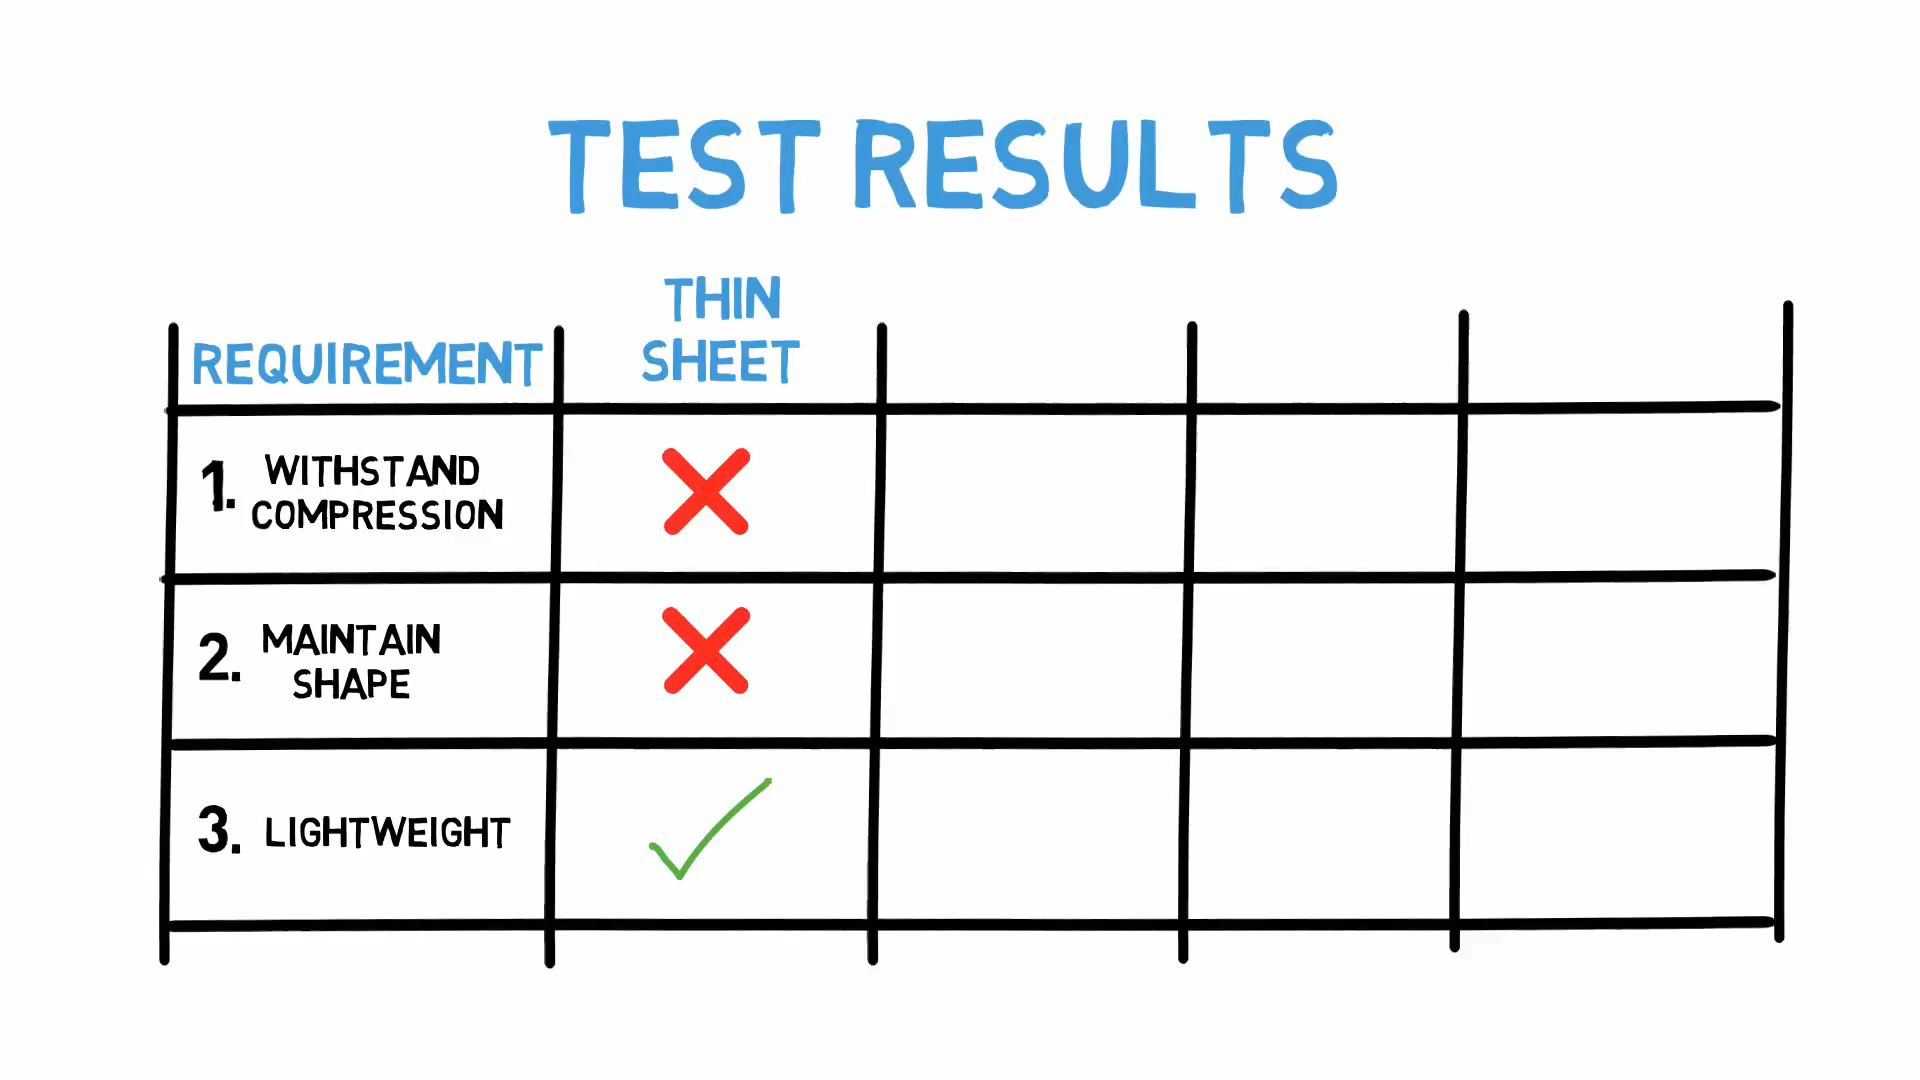 TEST RESULTS
THIN
SHEET
REQUIREMENT
1. WITHSTAND
COMPRESSION
2. MAINTAIN
SHAPE
3. LIGHTWEIGHT